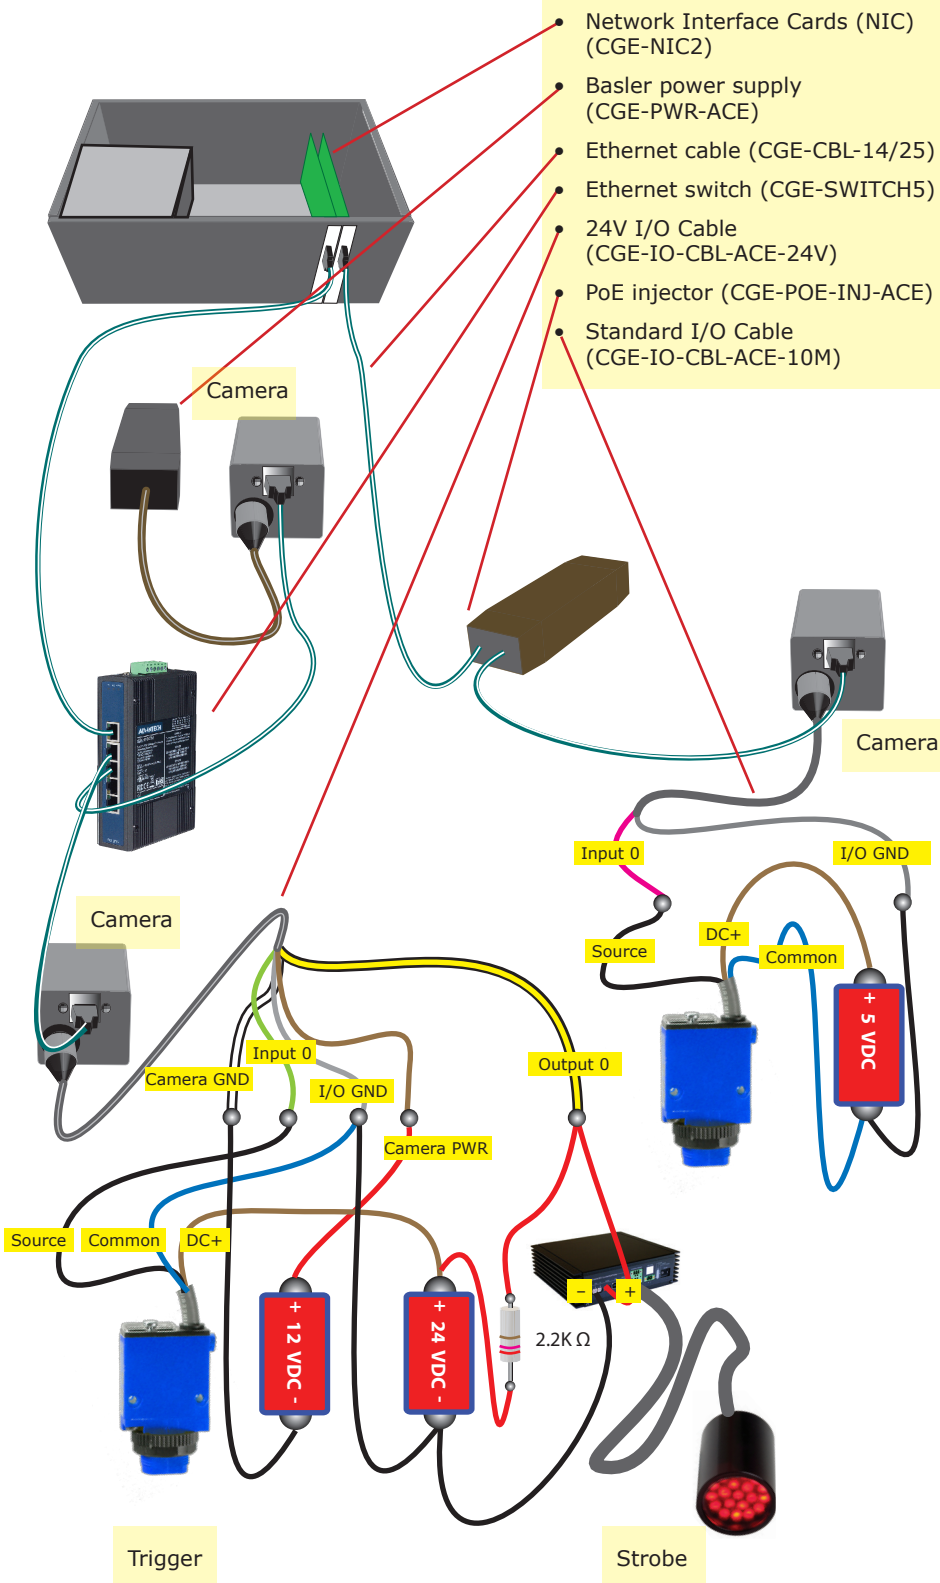 • Network Interface Cards (NIC)
(CGE-NIC2)
• Basler power supply
(CGE-PWR-ACE)
• Ethernet cable (CGE-CBL-14/25)
• Ethernet switch (CGE-SWITCH5)
• 24V I/O Cable
(CGE-IO-CBL-ACE-24V)
• PoE injector (CGE-POE-INJ-ACE)
• Standard I/O Cable
(CGE-IO-CBL-ACE-10M)
Camera
ADVANTECH
Camera
Input 0
I/O GND
Camera
DC+
Source
Common
+ 5 VDC
Input 0
Output 0
Camera GND
I/O GND
Camera PWR
Source
Common
DC+
–
+
+ 12 VDC -
+ 24 VDC -
2.2K Ω
Trigger
Strobe